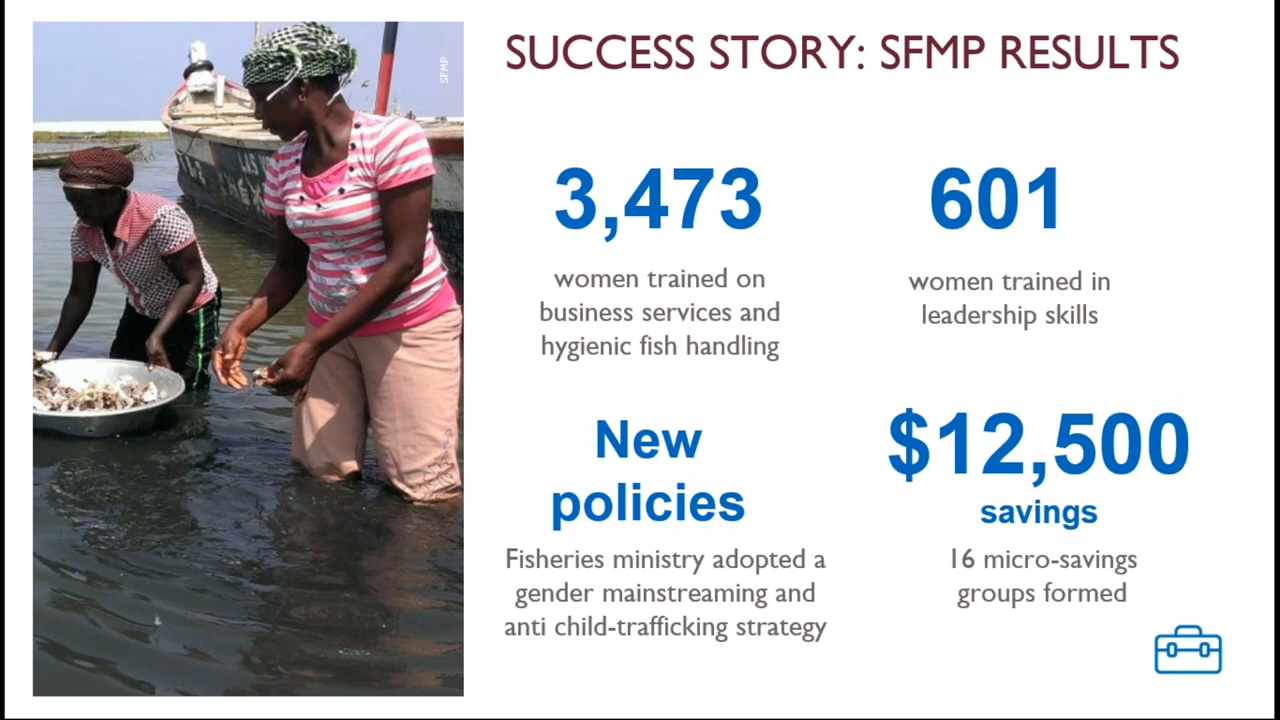 SUCCESS STORY: SFMP RESULTS
SFMP
3,473
women trained on
business services and
hygienic fish handling
601
women trained in
leadership skills
New
policies
Fisheries ministry adopted a
gender mainstreaming and
anti child-trafficking strategy
$12,500
savings
16 micro-savings
groups formed